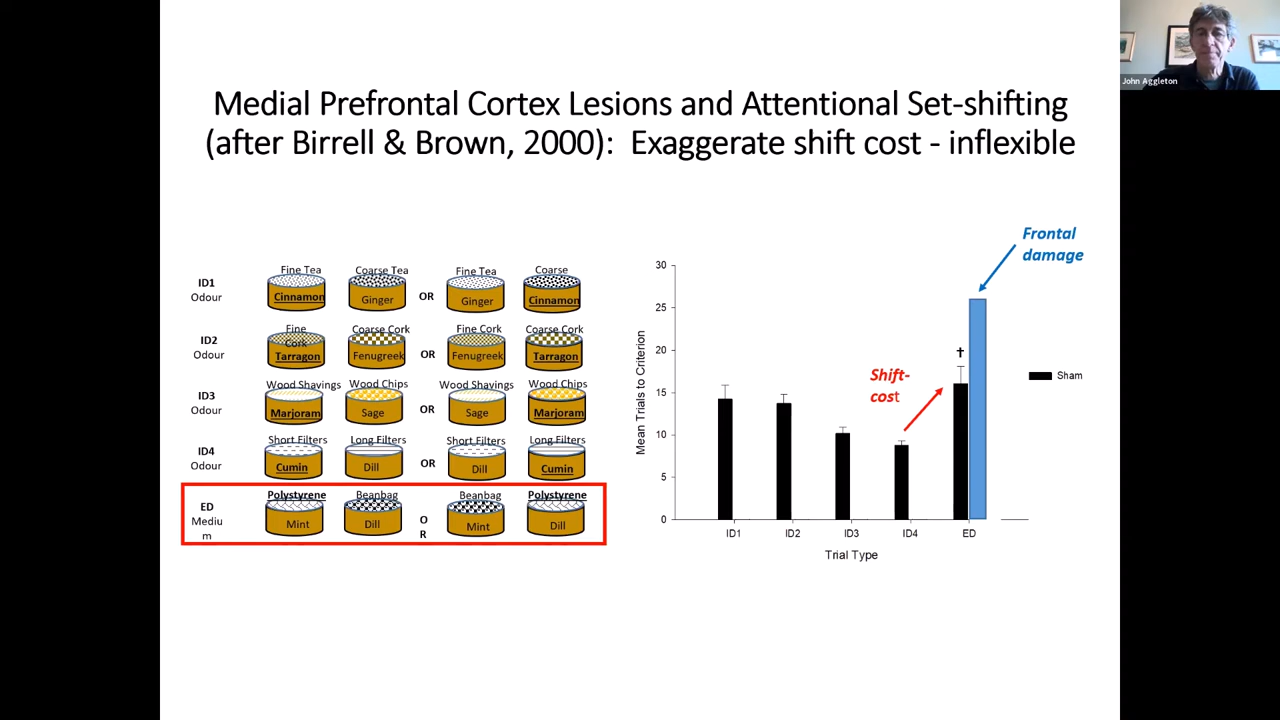 Medial Prefrontal Cortex Lesions and Attentional Set-shifting
(after Birrell & Brown, 2000): Exaggerate shift cost - inflexible
John Aggleton
ID1
Odour
Fine Tea
Cinnamon
Coarse Tea
Ginger
OR
Fine Tea
Ginger
Coarse
Cinnamon
ID2
Odour
Fine
Cork
Tarragon
Coarse Cork
Fenugreek
OR
Fine Cork
Fenugreek
Coarse Cork
Tarragon
ID3
Odour
Wood Shavings
Marjoram
Wood Chips
Sage
OR
Wood Shavings
Sage
Wood Chips
Marjoram
ID4
Odour
Short Filters
Cumin
Long Filters
Dill
OR
Short Filters
Dill
Long Filters
Cumin
ED
Mediu
m
Polystyrene
Mint
Beanbag
Dill
O
R
Beanbag
Mint
Polystyrene
Dill
Frontal
damage
Shift-
cost
†
Sham
Mean Trials to Criterion
30
25
20
15
10
5
0
ID1 ID2 ID3 ID4 ED
Trial Type